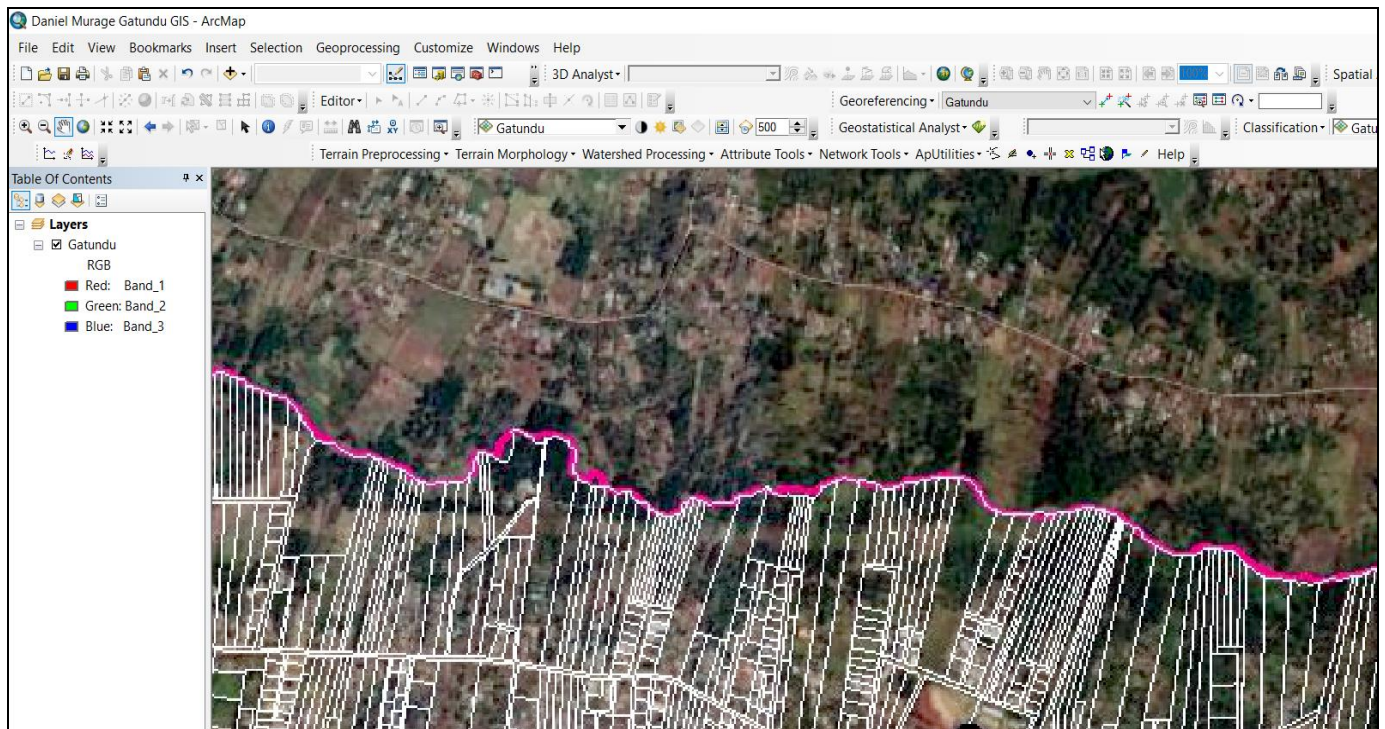 Daniel Murage Gatundu GIS - ArcMap
File Edit View Bookmarks Insert Selection Geoprocessing Customize Windows Help
3D Analyst 100% Spatial
Editor Georeferencing Gatundu
Gatundu 500 Geostatistical Analyst Classification Gatu
Terrain Preprocessing Terrain Morphology Watershed Processing Attribute Tools Network Tools ApUtilities Help
Table Of Contents
Layers
Gatundu
RGB
Red: Band_1
Green: Band_2
Blue: Band_3